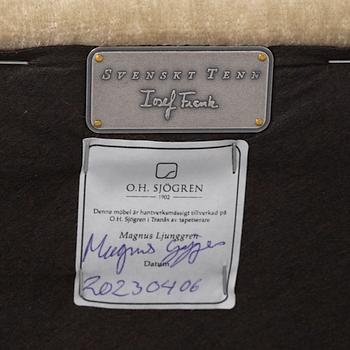 SVENSKT TENN
Josef Frank
O.H. SJÖGREN
1902
Denna möbel är hantverksmässigt tillverkad på
O.H. Sjögren i Tranås av tapetserare
Magnus Ljunggren
Magnus
Datum
20230406